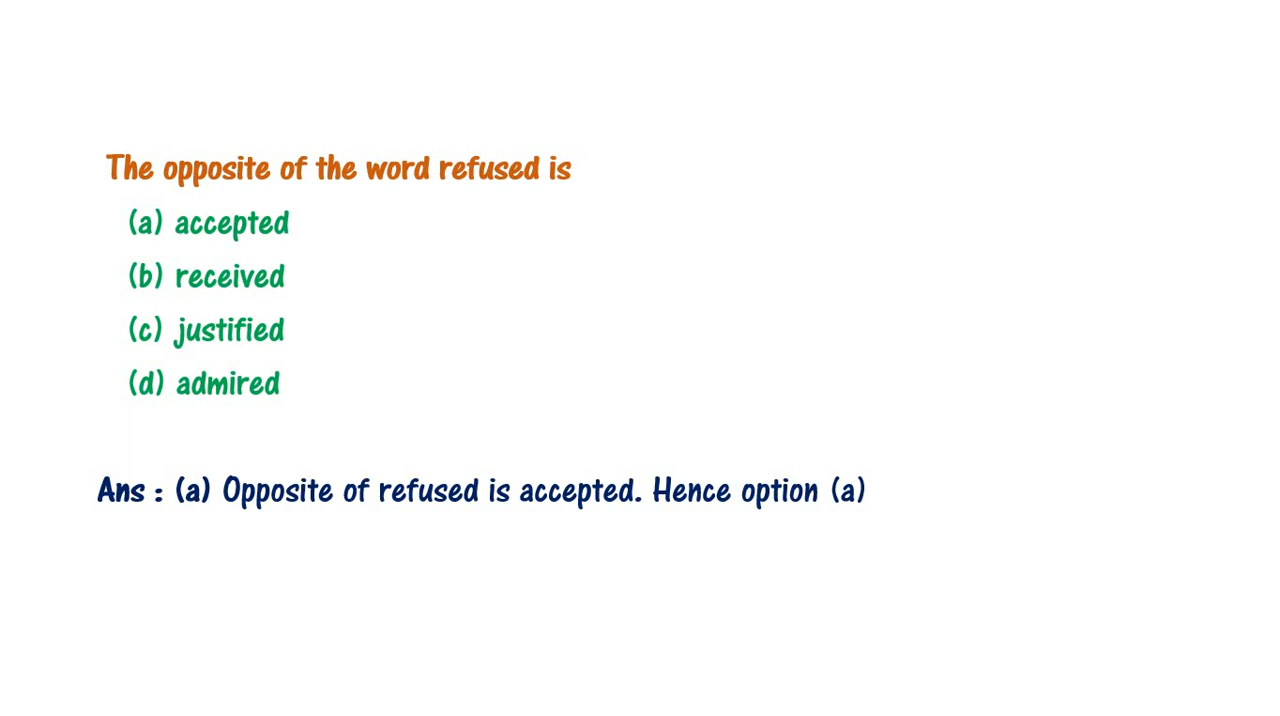 The opposite of the word refused is
(a) accepted
(b) received
(c) justified
(d) admired
Ans : (a) Opposite of refused is accepted. Hence option (a)